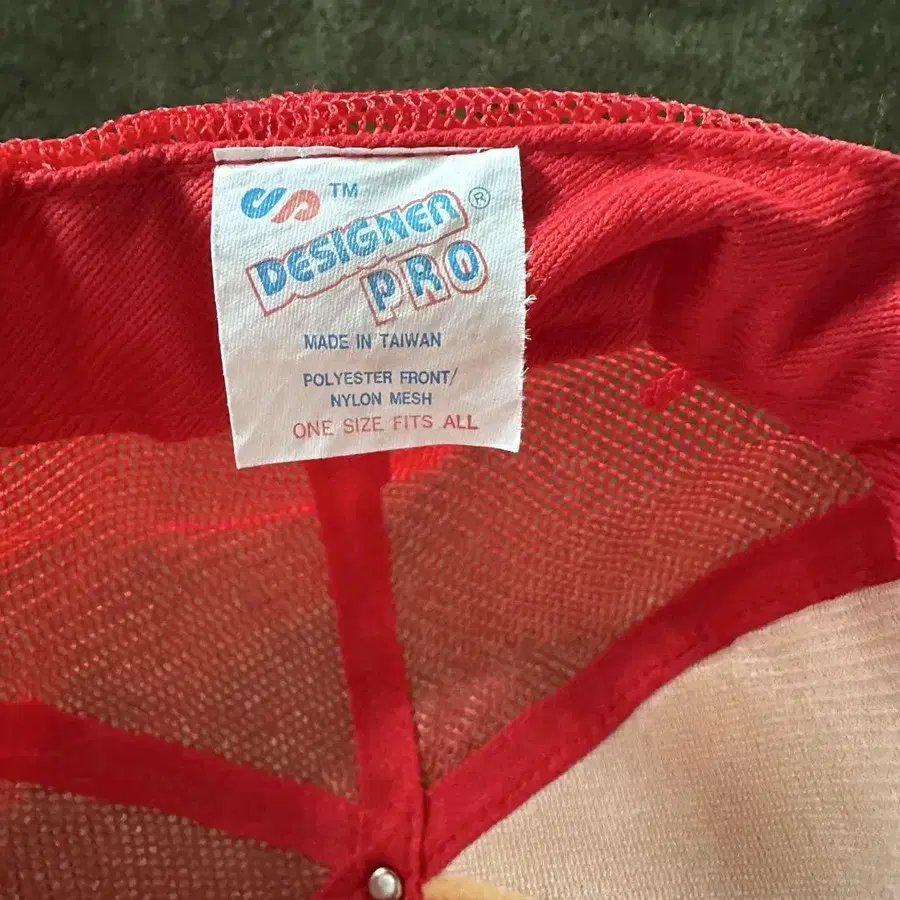 TM
DESIGNER ®
PRO
MADE IN TAIWAN
POLYESTER FRONT/
NYLON MESH
ONE SIZE FITS ALL